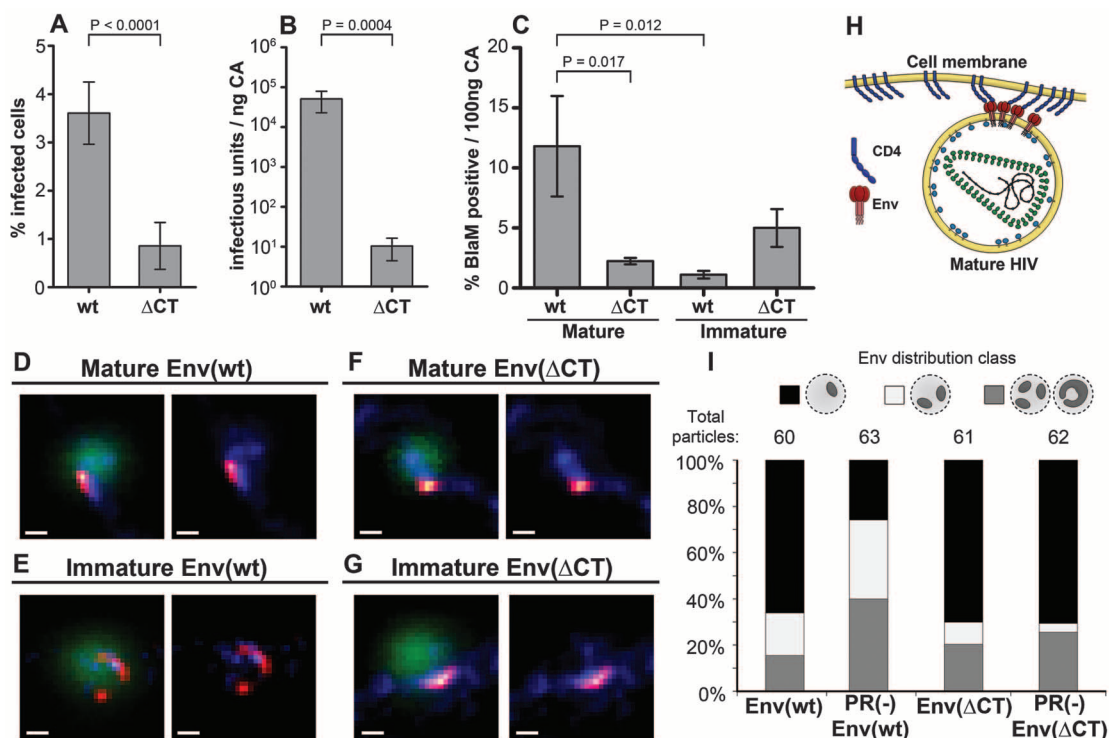 A
P < 0.0001
% infected cells
5
4
3
2
1
0
wt
ΔCT
B
P = 0.0004
infectious units / ng CA
10⁶
10⁵
10⁴
10³
10²
10¹
10⁰
wt
ΔCT
C
P = 0.012
P = 0.017
% BlaM positive / 100ng CA
20
15
10
5
0
wt
ΔCT
wt
ΔCT
Mature
Immature
H
Cell membrane
CD4
Env
Mature HIV
D
Mature Env(wt)
F
Mature Env(ΔCT)
E
Immature Env(wt)
G
Immature Env(ΔCT)
I
Env distribution class
Total
particles:
60
63
61
62
100%
80%
60%
40%
20%
0%
Env(wt)
PR(-)
Env(wt)
Env(ΔCT)
PR(-)
Env(ΔCT)